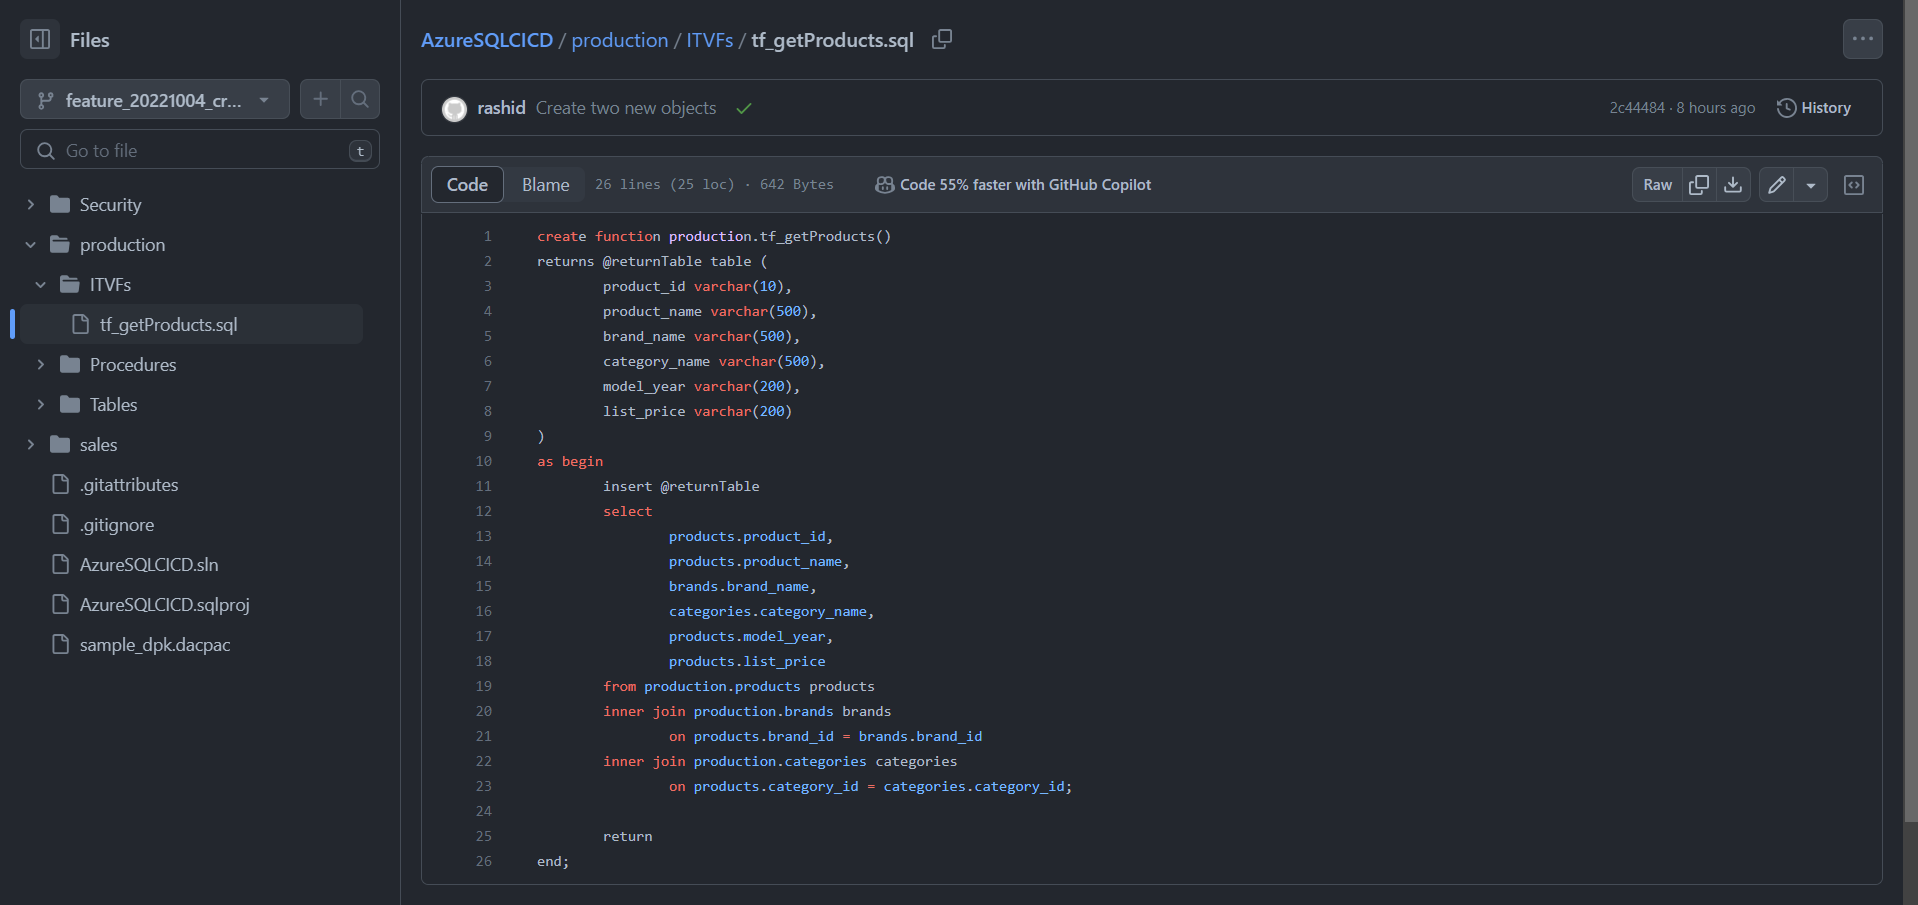 Files
feature_20221004_cr...
Go to file
t
Security
production
ITVFs
tf_getProducts.sql
Procedures
Tables
sales
.gitattributes
.gitignore
AzureSQLCICD.sln
AzureSQLCICD.sqlproj
sample_dpk.dacpac
AzureSQLCICD / production / ITVFs / tf_getProducts.sql
rashid Create two new objects
2c44484 · 8 hours ago History
Code Blame 26 lines (25 loc) · 642 Bytes Code 55% faster with GitHub Copilot Raw
1 create function production.tf_getProducts()
2 returns @returnTable table (
3 product_id varchar(10),
4 product_name varchar(500),
5 brand_name varchar(500),
6 category_name varchar(500),
7 model_year varchar(200),
8 list_price varchar(200)
9 )
10 as begin
11 insert @returnTable
12 select
13 products.product_id,
14 products.product_name,
15 brands.brand_name,
16 categories.category_name,
17 products.model_year,
18 products.list_price
19 from production.products products
20 inner join production.brands brands
21 on products.brand_id = brands.brand_id
22 inner join production.categories categories
23 on products.category_id = categories.category_id;
24
25 return
26 end;